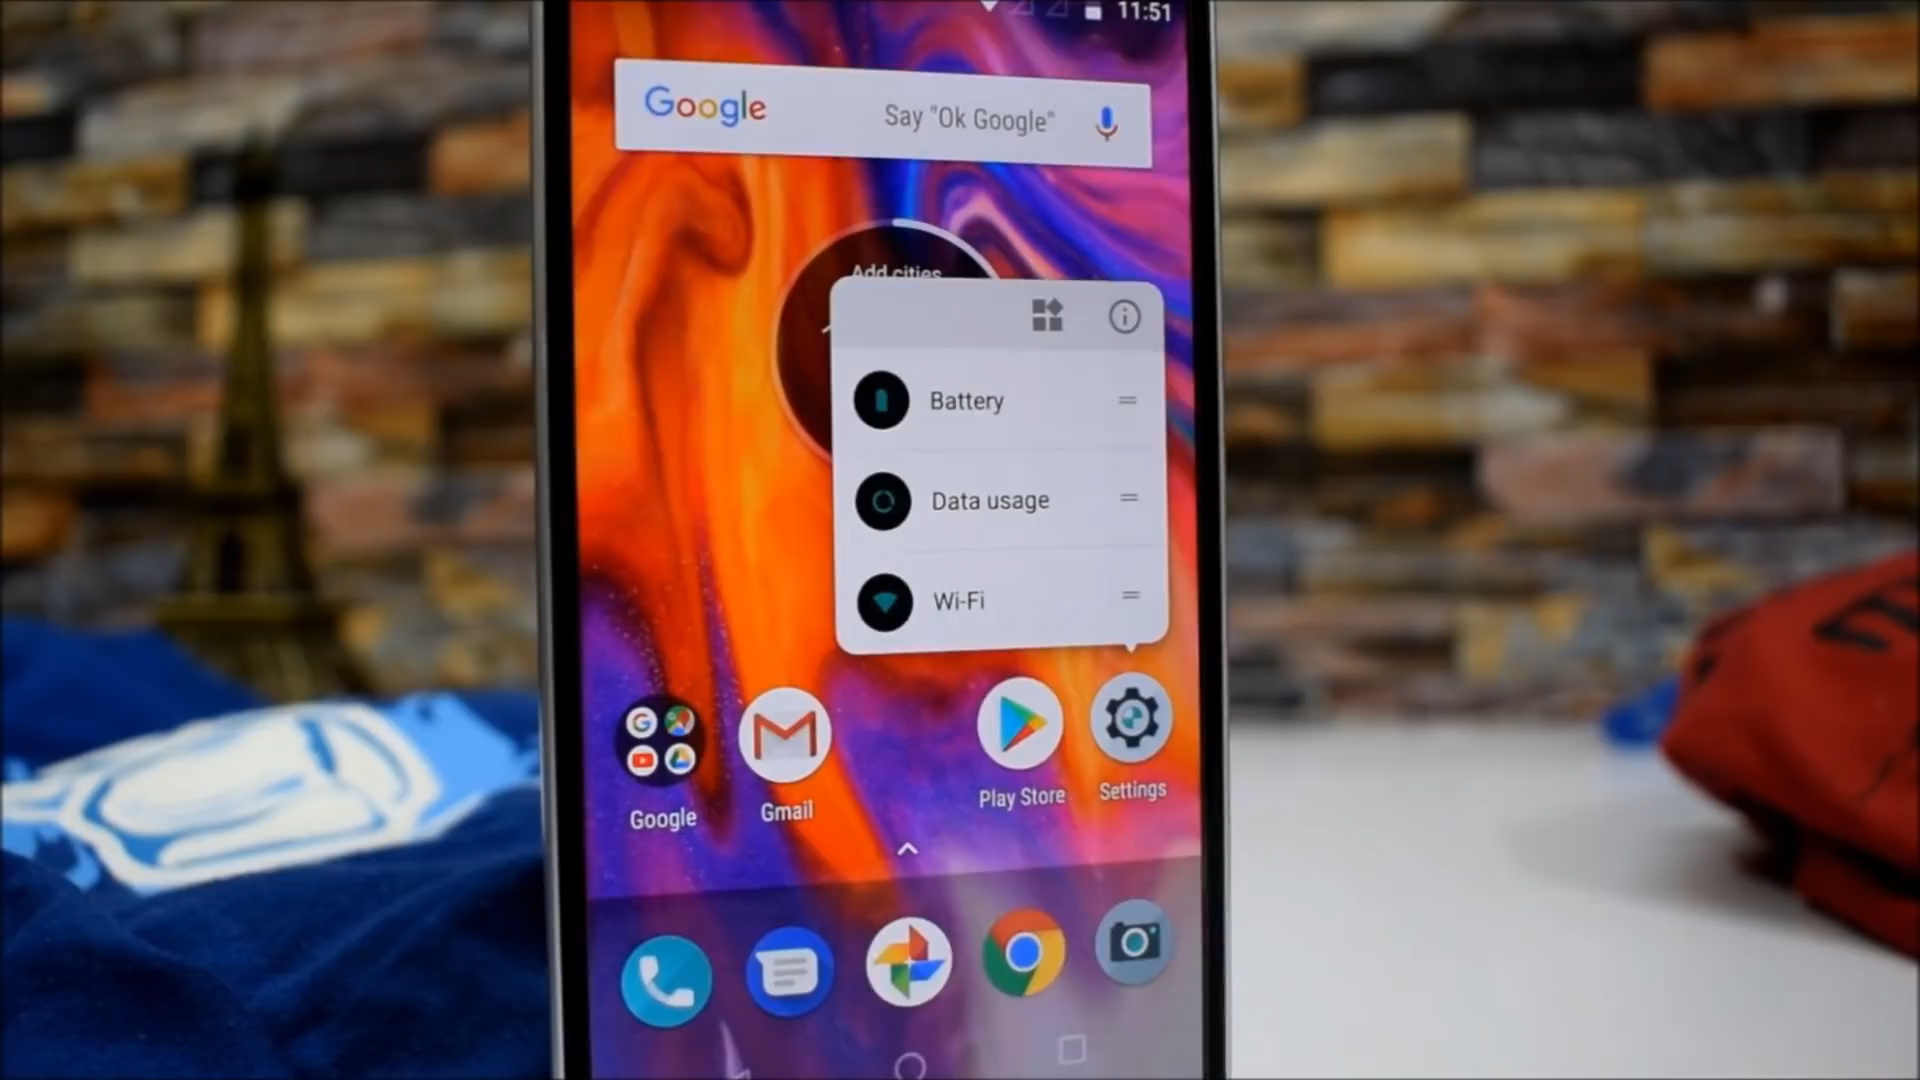 11:51
Google Say "Ok Google"
Add cities
Battery
Data usage
Wi-Fi
Google
Gmail
Play Store
Settings